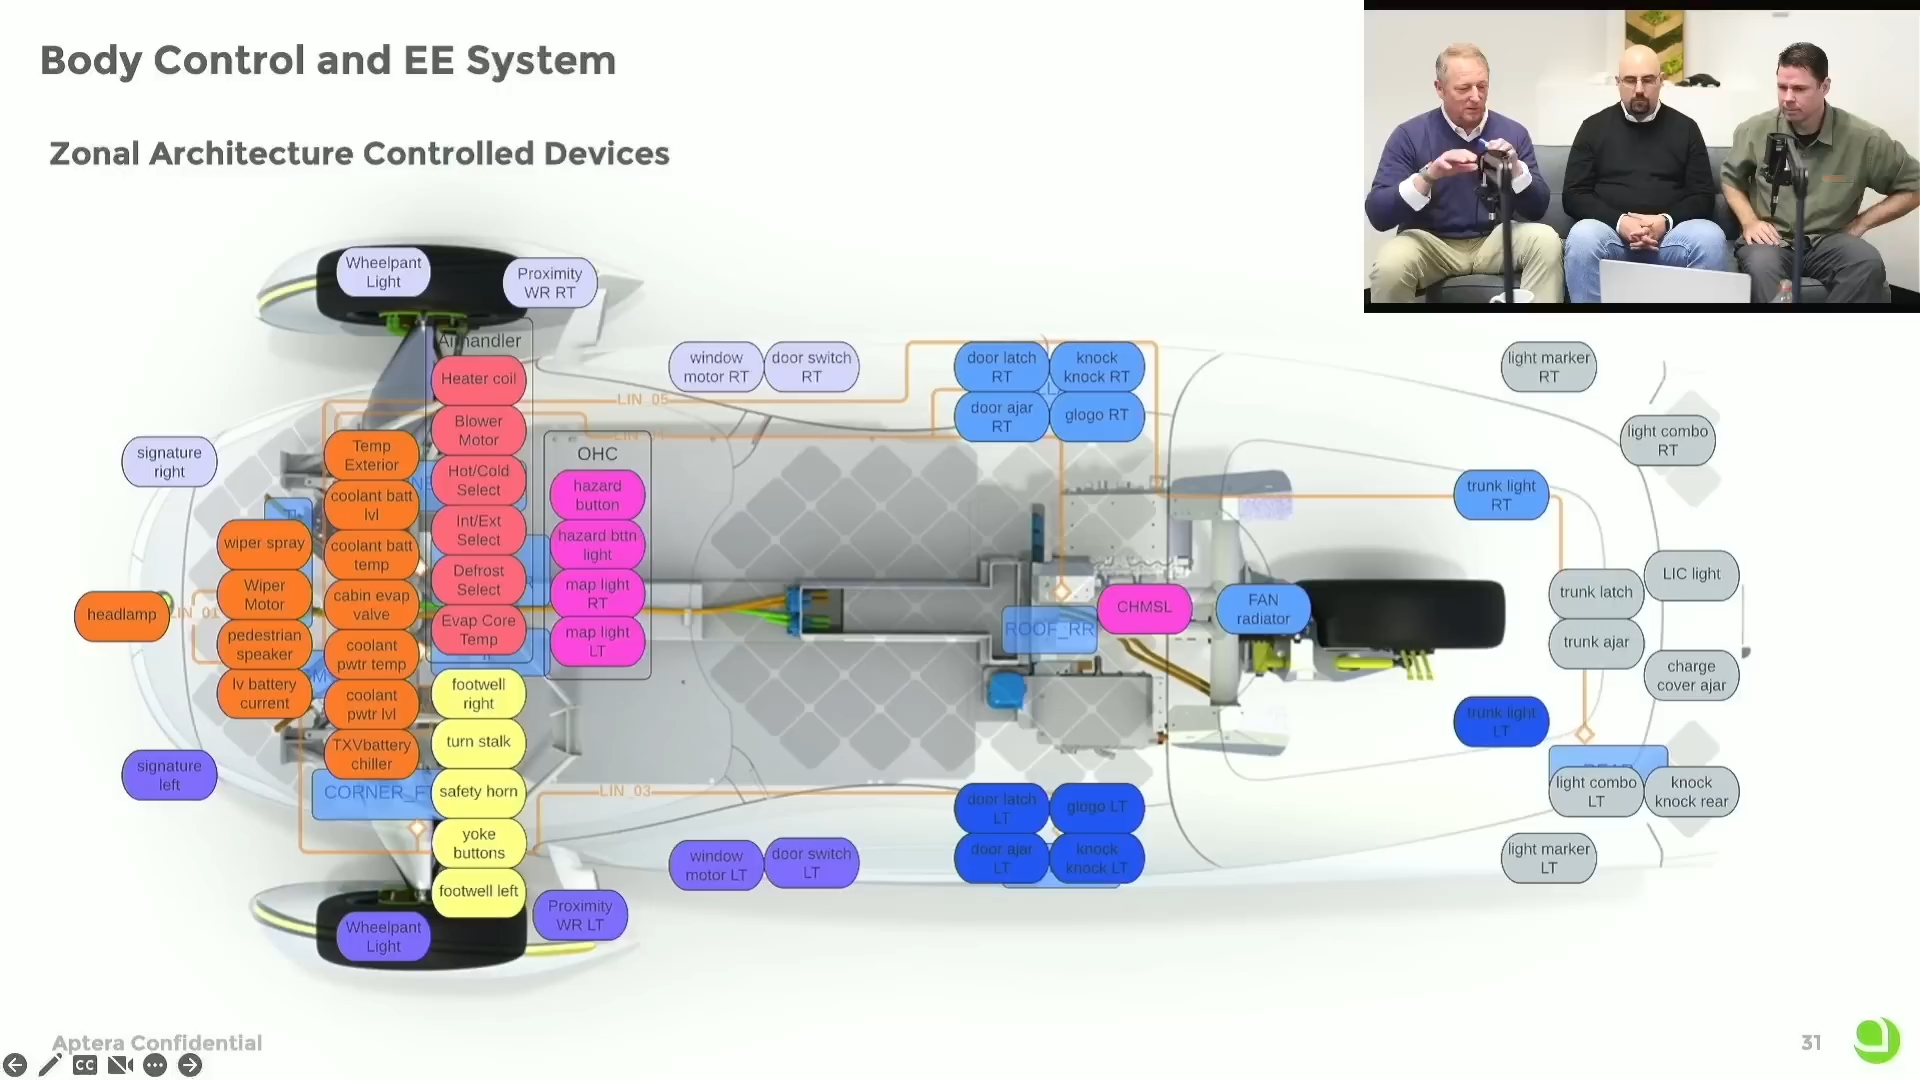 Body Control and EE System
Zonal Architecture Controlled Devices
Wheelpant
Light
Proximity
WR RT
Heater coil
Blower
Motor
Hot/Cold
Select
Int/Ext
Select
Defrost
Select
Evap Core
Temp
window
motor RT
door switch
RT
door latch
RT
knock
knock RT
door ajar
RT
glogo RT
light marker
RT
light combo
RT
LIN_05
signature
right
Temp
Exterior
coolant batt
lvl
coolant batt
temp
cabin evap
valve
coolant
pwtr temp
coolant
pwtr lvl
TXVbattery
chiller
OHC
hazard
button
hazard bttn
light
map light
RT
map light
LT
trunk light
RT
wiper spray
Wiper
Motor
pedestrian
speaker
lv battery
current
headlamp
LIN_01
ROOF_RR
CHMSL
FAN
radiator
trunk latch
LIC light
trunk ajar
charge
cover ajar
footwell
right
turn stalk
safety horn
yoke
buttons
footwell left
trunk light
LT
signature
left
CORNER_F
LIN_03
door latch
LT
glogo LT
door ajar
LT
knock
knock LT
light combo
LT
knock
knock rear
window
motor LT
door switch
LT
light marker
LT
Wheelpant
Light
Proximity
WR LT
Aptera Confidential
31
CC